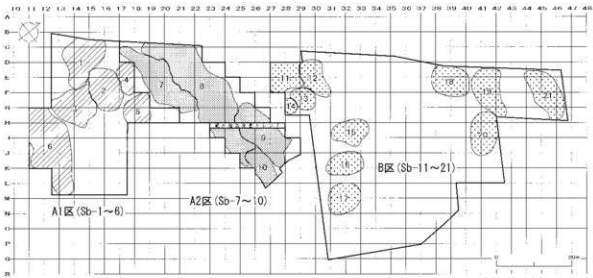 10 11 12 13 14 15 16 17 18 19 20 21 22 23 24 25 26 27 28 29 30 31 32 33 34 35 36 37 38 39 40 41 42 43 44 45 46 47 48
A
B
C
D
E
F
G
H
I
J
K
L
M
N
O
P
Q
R
1
2
3
4
5
6
7
8
9
10
11
12
13
14
15
16
17
18
19
20
21
A1区(Sb-1~6)
A2区(Sb-7~10)
B区(Sb-11~21)
0
20m